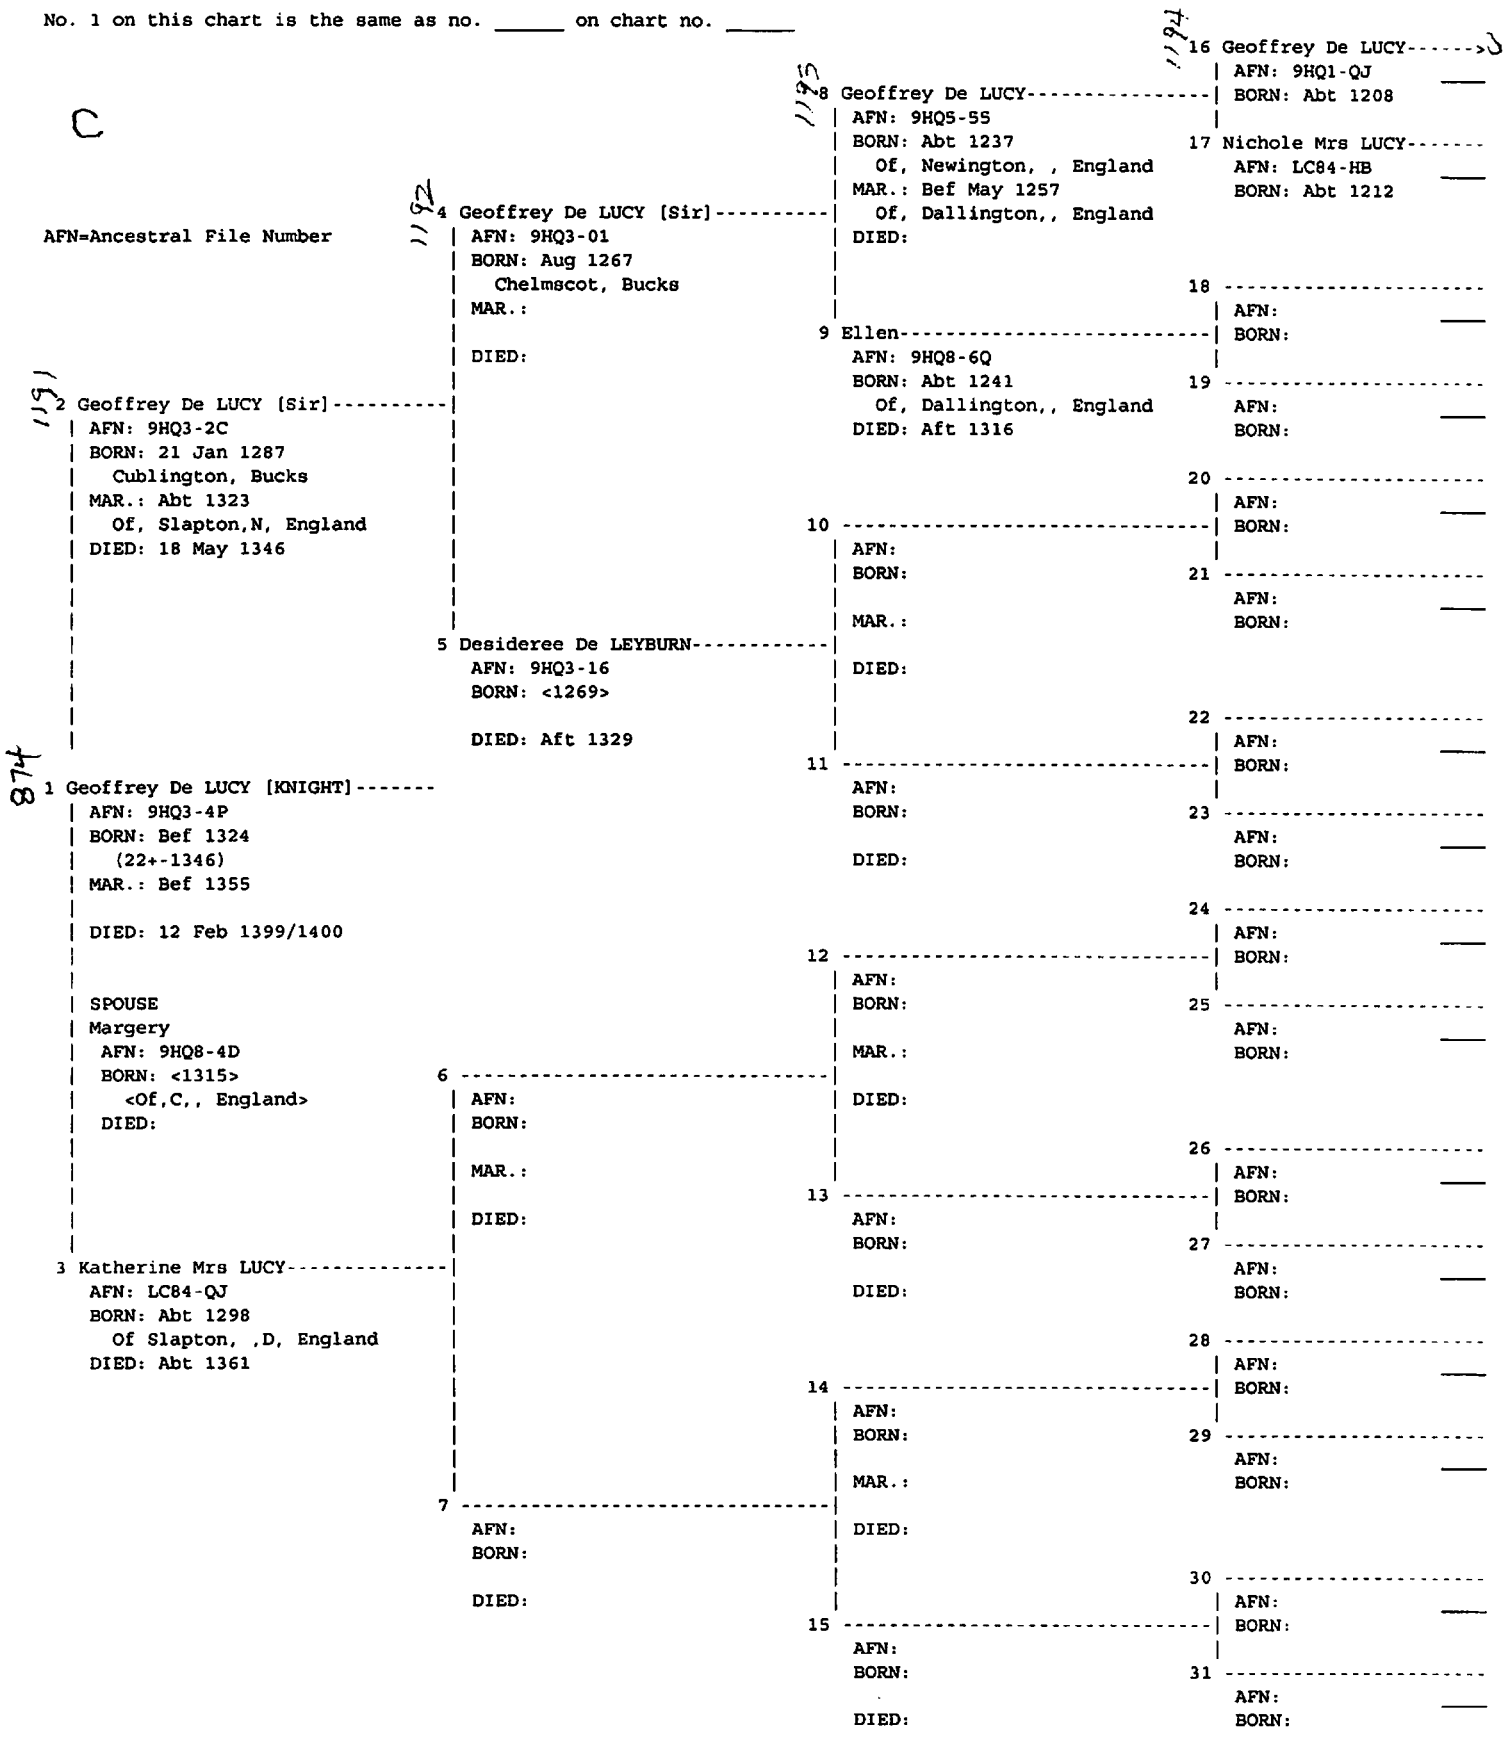 No. 1 on this chart is the same as no. ______ on chart no. ______
C
AFN=Ancestral File Number
874
1 Geoffrey De LUCY [KNIGHT]-------
AFN: 9HQ3-4P
BORN: Bef 1324
(22+-1346)
MAR.: Bef 1355
DIED: 12 Feb 1399/1400
SPOUSE
Margery
AFN: 9HQ8-4D
BORN: <1315>
<Of,C,, England>
DIED:
1191
2 Geoffrey De LUCY [Sir]----------
AFN: 9HQ3-2C
BORN: 21 Jan 1287
Cublington, Bucks
MAR.: Abt 1323
Of, Slapton,N, England
DIED: 18 May 1346
3 Katherine Mrs LUCY--------------
AFN: LC84-QJ
BORN: Abt 1298
Of Slapton, ,D, England
DIED: Abt 1361
1192
4 Geoffrey De LUCY [Sir]----------
AFN: 9HQ3-01
BORN: Aug 1267
Chelmscot, Bucks
MAR.:
DIED:
5 Desideree De LEYBURN------------
AFN: 9HQ3-16
BORN: <1269>
DIED: Aft 1329
6 --------------------------------
AFN:
BORN:
MAR.:
DIED:
7 --------------------------------
AFN:
BORN:
DIED:
1193
8 Geoffrey De LUCY----------------
AFN: 9HQ5-55
BORN: Abt 1237
Of, Newington, , England
MAR.: Bef May 1257
Of, Dallington,, England
DIED:
9 Ellen---------------------------
AFN: 9HQ8-6Q
BORN: Abt 1241
Of, Dallington,, England
DIED: Aft 1316
10 --------------------------------
AFN:
BORN:
MAR.:
DIED:
11 --------------------------------
AFN:
BORN:
DIED:
12 --------------------------------
AFN:
BORN:
MAR.:
DIED:
13 --------------------------------
AFN:
BORN:
DIED:
14 --------------------------------
AFN:
BORN:
MAR.:
DIED:
15 --------------------------------
AFN:
BORN:
DIED:
1194
16 Geoffrey De LUCY------>
AFN: 9HQ1-QJ
BORN: Abt 1208
17 Nichole Mrs LUCY-------
AFN: LC84-HB
BORN: Abt 1212
18 -----------------------
AFN:
BORN:
19 -----------------------
AFN:
BORN:
20 -----------------------
AFN:
BORN:
21 -----------------------
AFN:
BORN:
22 -----------------------
AFN:
BORN:
23 -----------------------
AFN:
BORN:
24 -----------------------
AFN:
BORN:
25 -----------------------
AFN:
BORN:
26 -----------------------
AFN:
BORN:
27 -----------------------
AFN:
BORN:
28 -----------------------
AFN:
BORN:
29 -----------------------
AFN:
BORN:
30 -----------------------
AFN:
BORN:
31 -----------------------
AFN:
BORN: